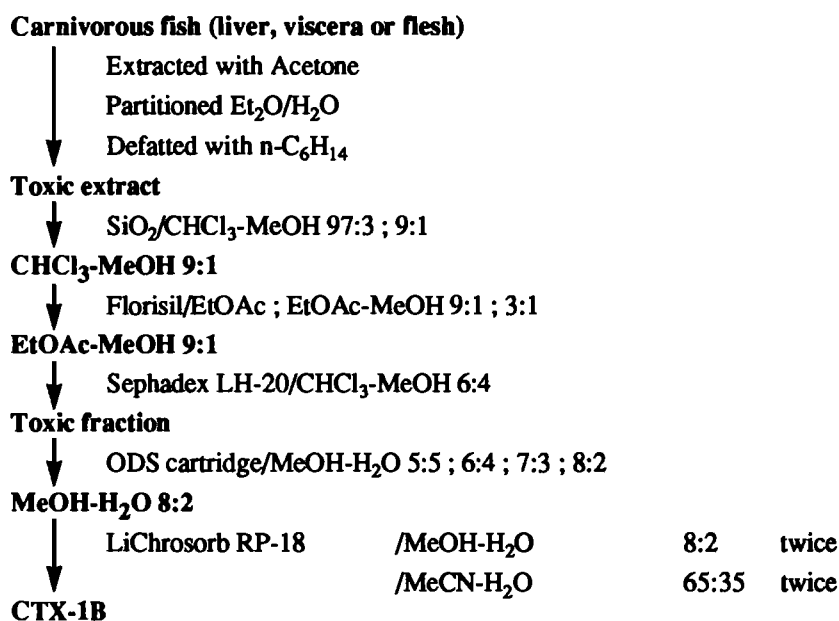 Carnivorous fish (liver, viscera or flesh)
Extracted with Acetone
Partitioned Et₂O/H₂O
Defatted with n-C₆H₁₄
Toxic extract
SiO₂/CHCl₃-MeOH 97:3 ; 9:1
CHCl₃-MeOH 9:1
Florisil/EtOAc ; EtOAc-MeOH 9:1 ; 3:1
EtOAc-MeOH 9:1
Sephadex LH-20/CHCl₃-MeOH 6:4
Toxic fraction
ODS cartridge/MeOH-H₂O 5:5 ; 6:4 ; 7:3 ; 8:2
MeOH-H₂O 8:2
LiChrosorb RP-18 /MeOH-H₂O 8:2 twice
/MeCN-H₂O 65:35 twice
CTX-1B